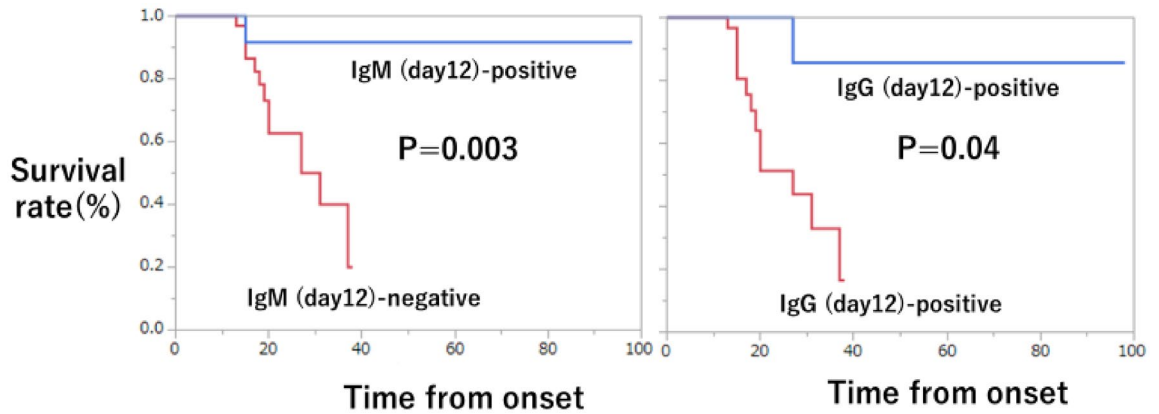 1.0
0.8
0.6
0.4
0.2
0.0
Survival
rate(%)
IgM (day12)-positive
P=0.003
IgM (day12)-negative
0 20 40 60 80 100
Time from onset
IgG (day12)-positive
P=0.04
IgG (day12)-positive
0 20 40 60 80 100
Time from onset